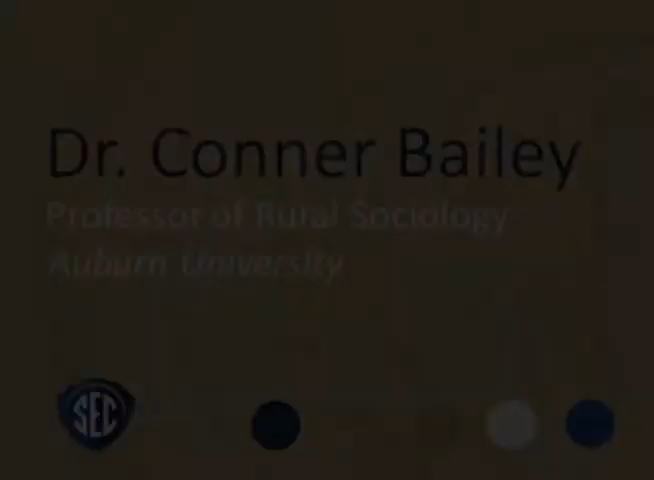 Dr. Conner Bailey
Professor of Rural Sociology
Auburn University
SEC